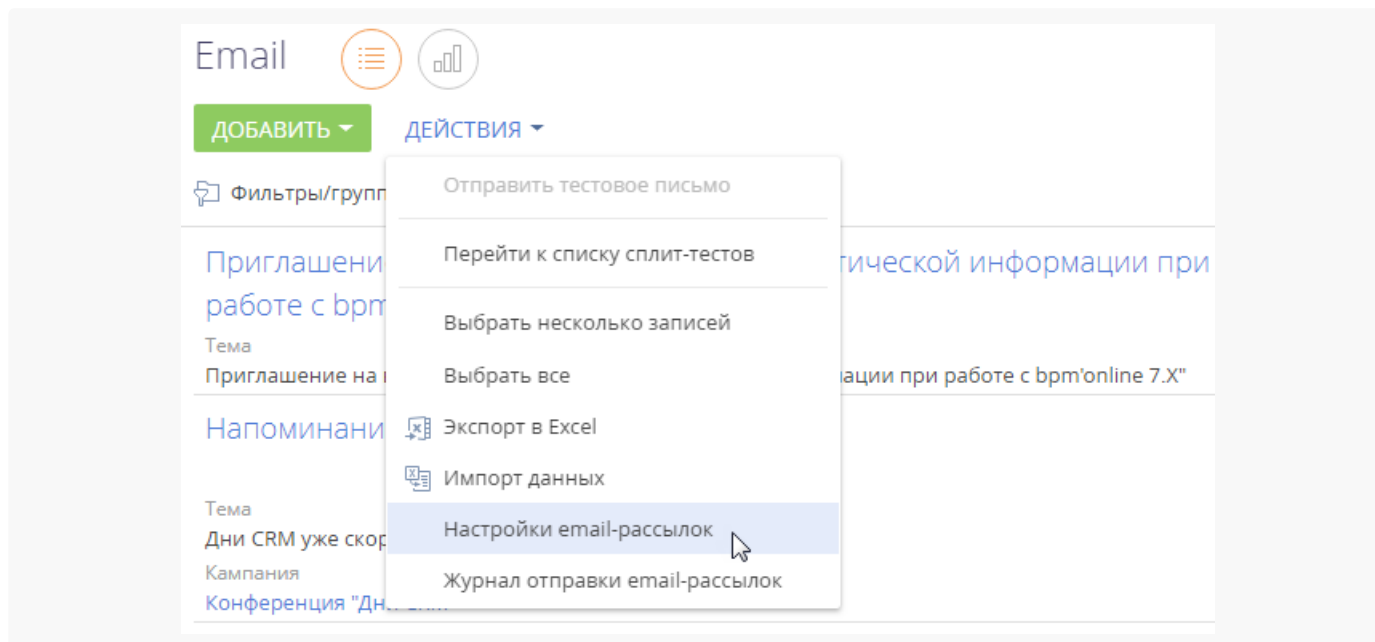 Email
ДОБАВИТЬ ДЕЙСТВИЯ
Фильтры/групп
Отправить тестовое письмо
Перейти к списку сплит-тестов
Выбрать несколько записей
Выбрать все
Экспорт в Excel
Импорт данных
Настройки email-рассылок
Журнал отправки email-рассылок
Приглашени тической информации при
работе с bpm
Тема
Приглашение на ации при работе с bpm'online 7.X"
Напоминани
Тема
Дни CRM уже скор
Кампания
Конференция "Дн